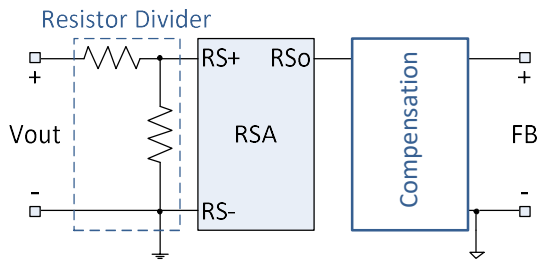 Resistor Divider
+
Vout
-
RS+
RSo
RSA
RS-
Compensation
+
FB
-